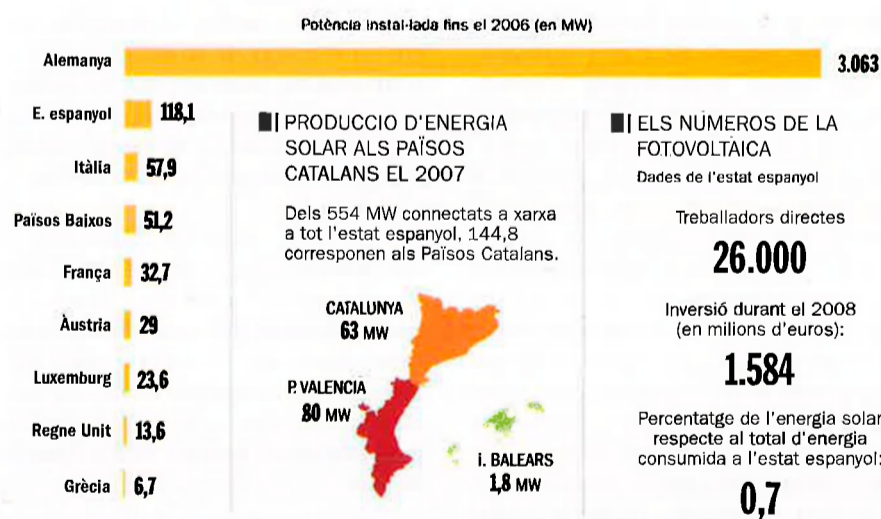 Potència instal·lada fins el 2006 (en MW)
Alemanya 3.063
E. espanyol 118,1
Itàlia 57,9
Països Baixos 51,2
França 32,7
Àustria 29
Luxemburg 23,6
Regne Unit 13,6
Grècia 6,7
PRODUCCIO D'ENERGIA
SOLAR ALS PAÏSOS
CATALANS EL 2007
Dels 554 MW connectats a xarxa
a tot l'estat espanyol, 144,8
corresponen als Països Catalans.
CATALUNYA
63 MW
P. VALENCIA
80 MW
i. BALEARS
1,8 MW
ELS NÚMEROS DE LA
FOTOVOLTAICA
Dades de l'estat espanyol
Treballadors directes
26.000
Inversió durant el 2008
(en milions d'euros):
1.584
Percentatge de l'energia solar
respecte al total d'energia
consumida a l'estat espanyol:
0,7